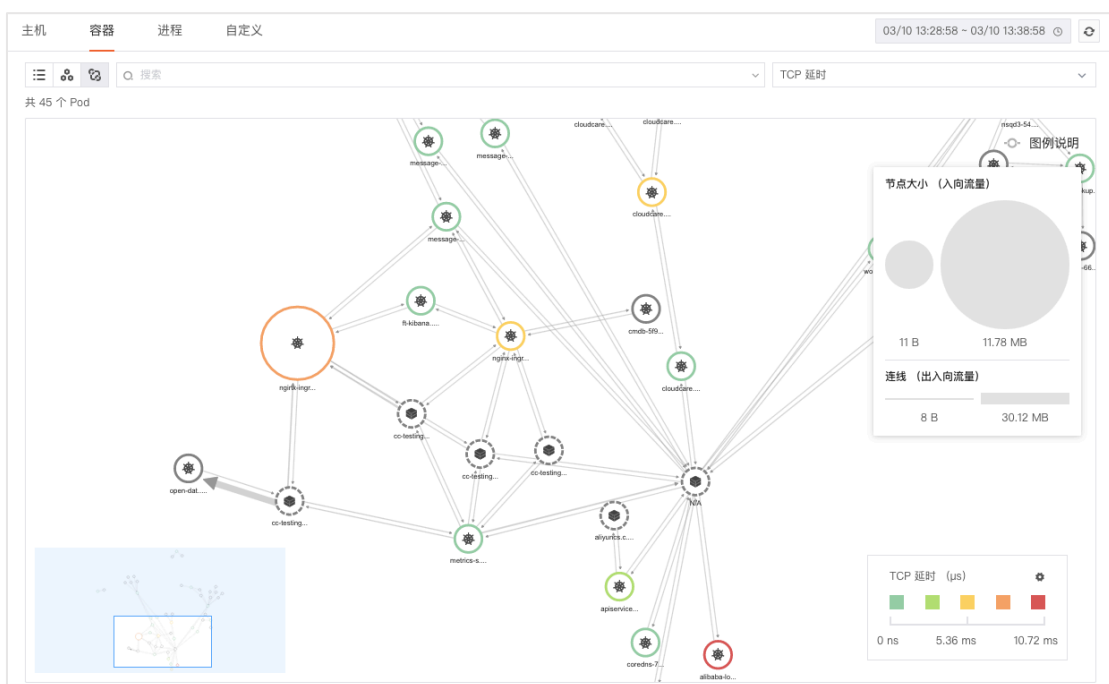 主机 容器 进程 自定义 03/10 13:28:58 ~ 03/10 13:38:58
搜索 TCP 延时
共 45 个 Pod
cloudcare.... cloudcare.... nsqd3-54....
图例说明
message-... message-...
节点大小 （入向流量）
cloudcare....
message-...
ft-kibana.....
cmdb-5f9...
11 B 11.78 MB
nginx-ingr...
连线 （出入向流量）
nginx-ingr... cloudcare....
8 B 30.12 MB
cc-testing...
cc-testing... cc-testing...
open-dat.....
N/A
cc-testing...
aliyuncs.c....
metrics-s....
TCP 延时 （μs）
apiservice...
0 ns 5.36 ms 10.72 ms
coredns-7...
alibaba-lo...